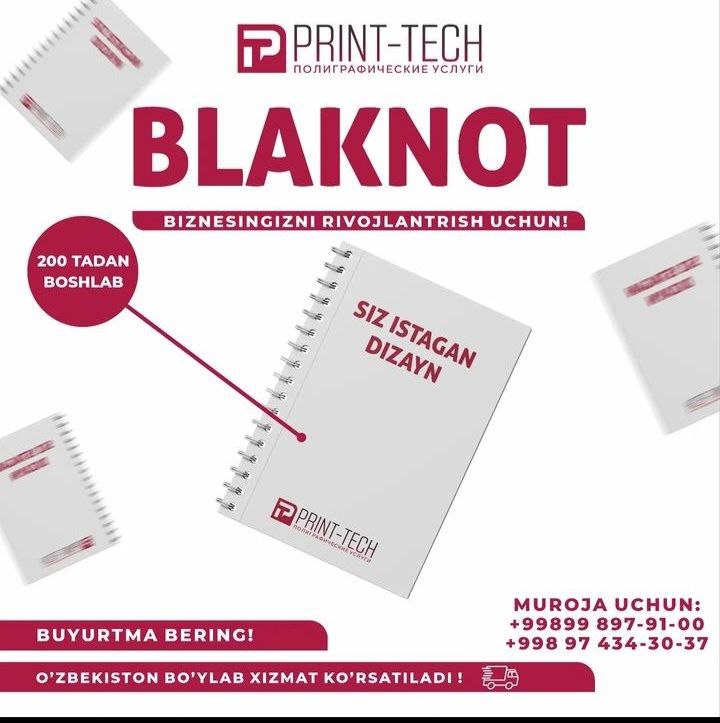 PRINT-TECH
ПОЛИГРАФИЧЕСКИЕ УСЛУГИ
BLAKNOT
BIZNESINGIZNI RIVOJLANTRISH UCHUN!
200 TADAN
BOSHLAB
SIZ ISTAGAN
DIZAYN
PRINT-TECH
ПОЛИГРАФИЧЕСКИЕ УСЛУГИ
MUROJA UCHUN:
+99899 897-91-00
+998 97 434-30-37
BUYURTMA BERING!
O’ZBEKISTON BO’YLAB XIZMAT KO’RSATILADI !